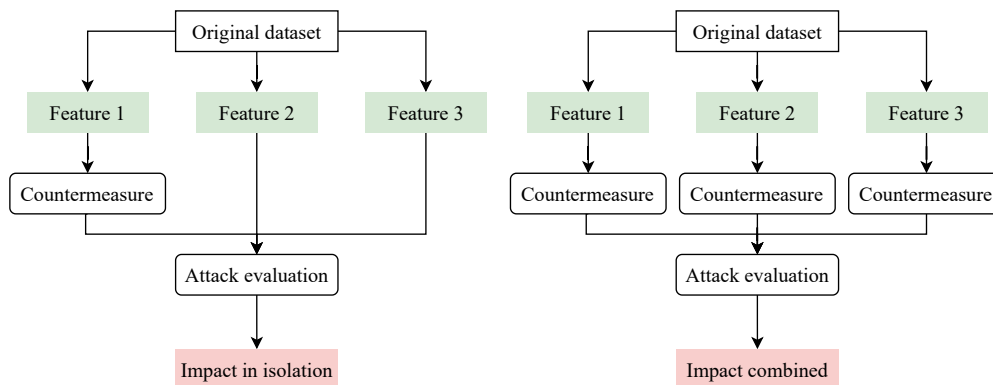 Original dataset
Feature 1
Feature 2
Feature 3
Countermeasure
Attack evaluation
Impact in isolation
Original dataset
Feature 1
Feature 2
Feature 3
Countermeasure
Countermeasure
Countermeasure
Attack evaluation
Impact combined